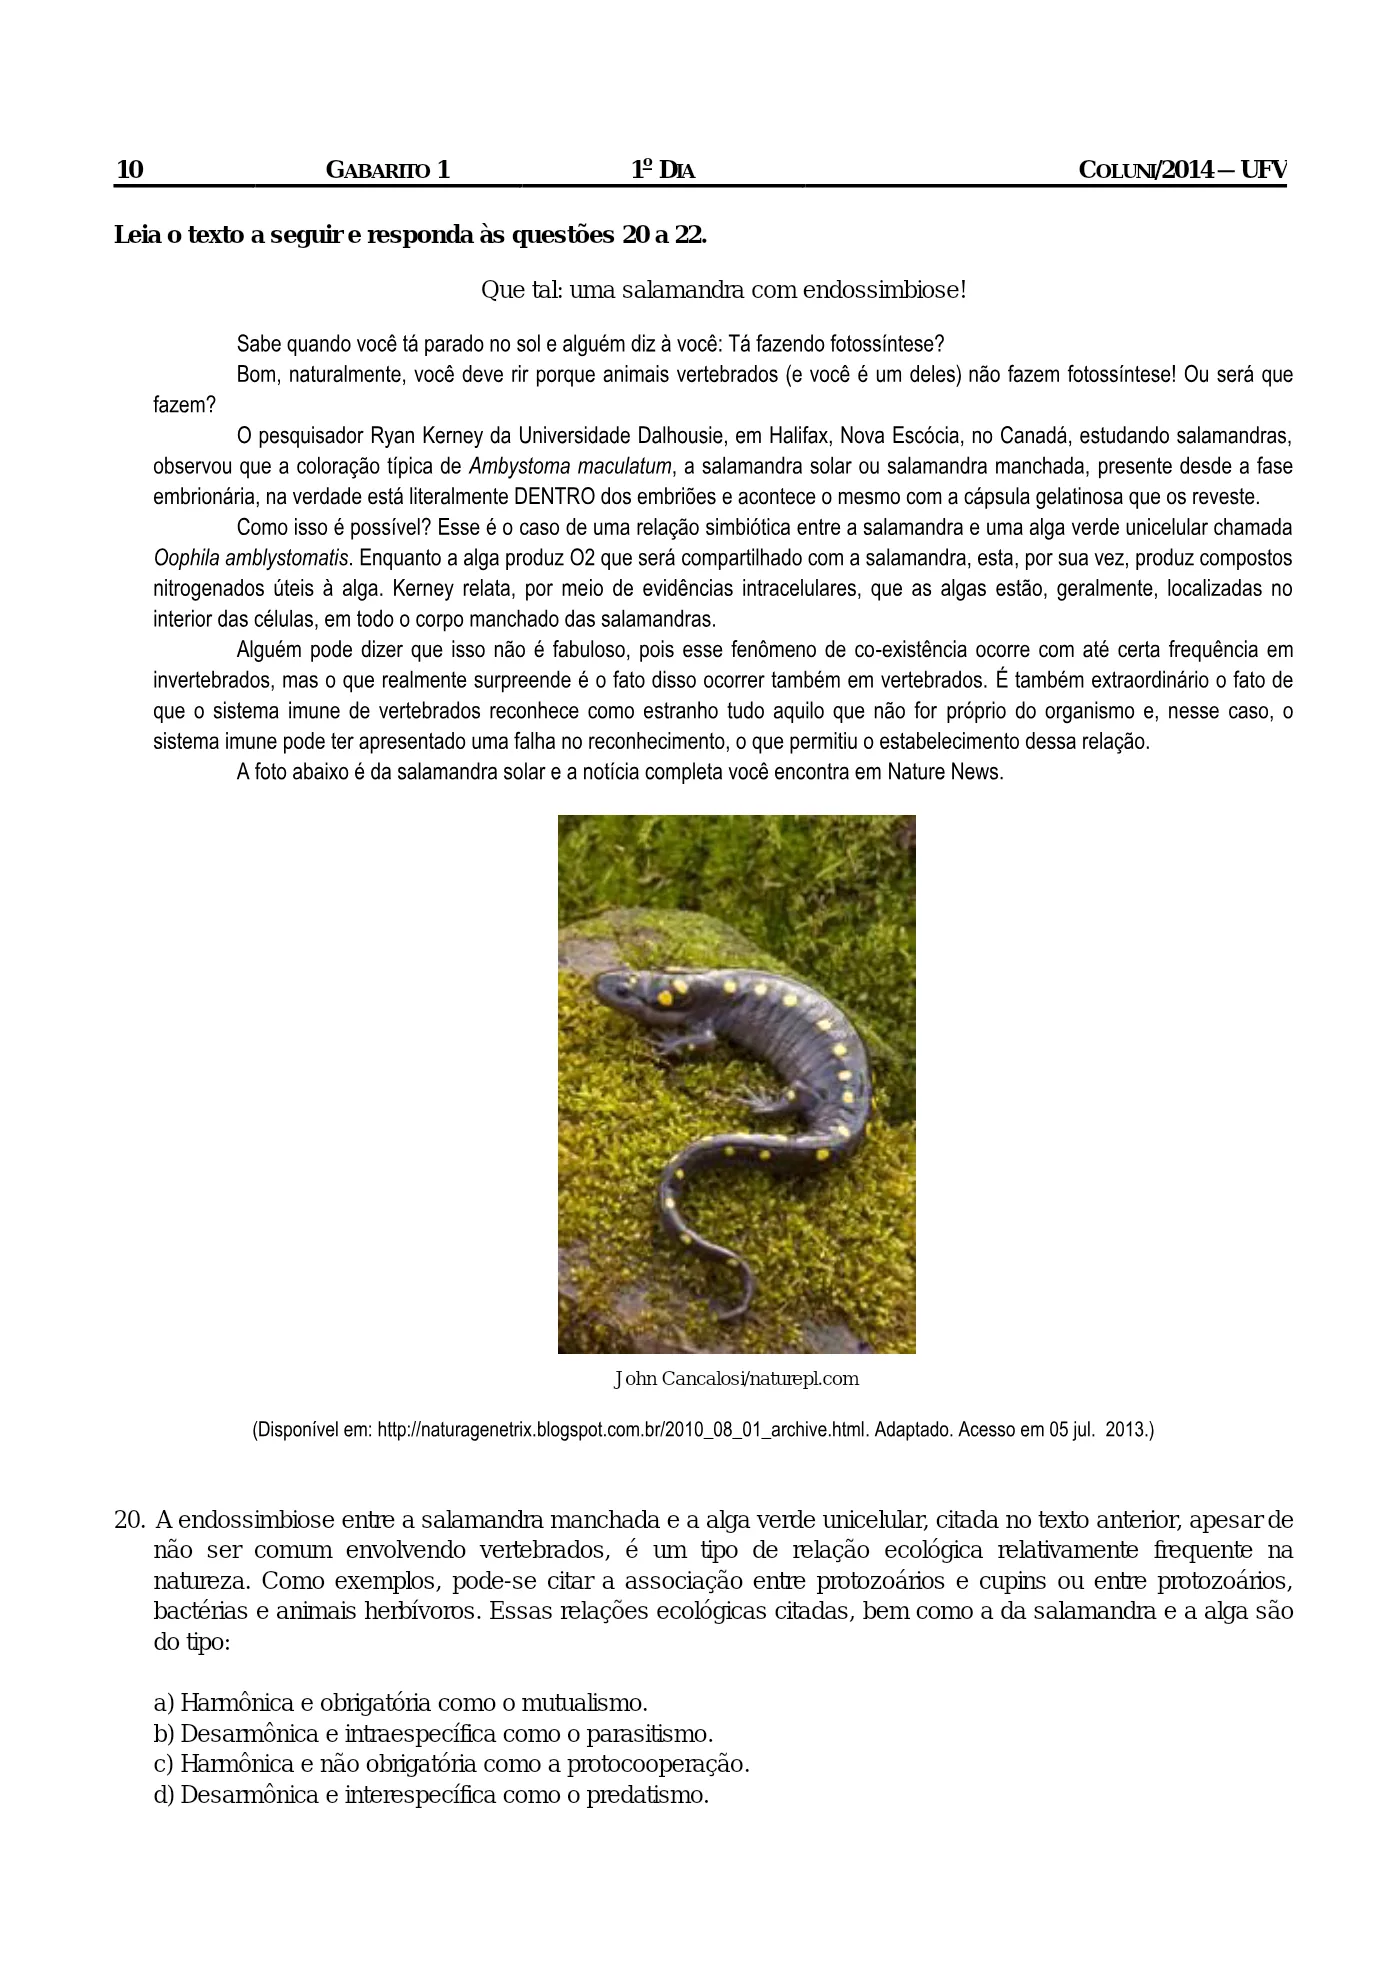 10 GABARITO 1 1º DIA COLUNI/2014 — UFV
Leia o texto a seguir e responda às questões 20 a 22.
Que tal: uma salamandra com endossimbiose!
Sabe quando você tá parado no sol e alguém diz à você: Tá fazendo fotossíntese?
Bom, naturalmente, você deve rir porque animais vertebrados (e você é um deles) não fazem fotossíntese! Ou será que
fazem?
O pesquisador Ryan Kerney da Universidade Dalhousie, em Halifax, Nova Escócia, no Canadá, estudando salamandras,
observou que a coloração típica de Ambystoma maculatum, a salamandra solar ou salamandra manchada, presente desde a fase
embrionária, na verdade está literalmente DENTRO dos embriões e acontece o mesmo com a cápsula gelatinosa que os reveste.
Como isso é possível? Esse é o caso de uma relação simbiótica entre a salamandra e uma alga verde unicelular chamada
Oophila amblystomatis. Enquanto a alga produz O2 que será compartilhado com a salamandra, esta, por sua vez, produz compostos
nitrogenados úteis à alga. Kerney relata, por meio de evidências intracelulares, que as algas estão, geralmente, localizadas no
interior das células, em todo o corpo manchado das salamandras.
Alguém pode dizer que isso não é fabuloso, pois esse fenômeno de co-existência ocorre com até certa frequência em
invertebrados, mas o que realmente surpreende é o fato disso ocorrer também em vertebrados. É também extraordinário o fato de
que o sistema imune de vertebrados reconhece como estranho tudo aquilo que não for próprio do organismo e, nesse caso, o
sistema imune pode ter apresentado uma falha no reconhecimento, o que permitiu o estabelecimento dessa relação.
A foto abaixo é da salamandra solar e a notícia completa você encontra em Nature News.
John Cancalosi/naturepl.com
(Disponível em: http://naturagenetrix.blogspot.com.br/2010_08_01_archive.html. Adaptado. Acesso em 05 jul. 2013.)
20. A endossimbiose entre a salamandra manchada e a alga verde unicelular, citada no texto anterior, apesar de
não ser comum envolvendo vertebrados, é um tipo de relação ecológica relativamente frequente na
natureza. Como exemplos, pode-se citar a associação entre protozoários e cupins ou entre protozoários,
bactérias e animais herbívoros. Essas relações ecológicas citadas, bem como a da salamandra e a alga são
do tipo:
a) Harmônica e obrigatória como o mutualismo.
b) Desarmônica e intraespecífica como o parasitismo.
c) Harmônica e não obrigatória como a protocooperação.
d) Desarmônica e interespecífica como o predatismo.